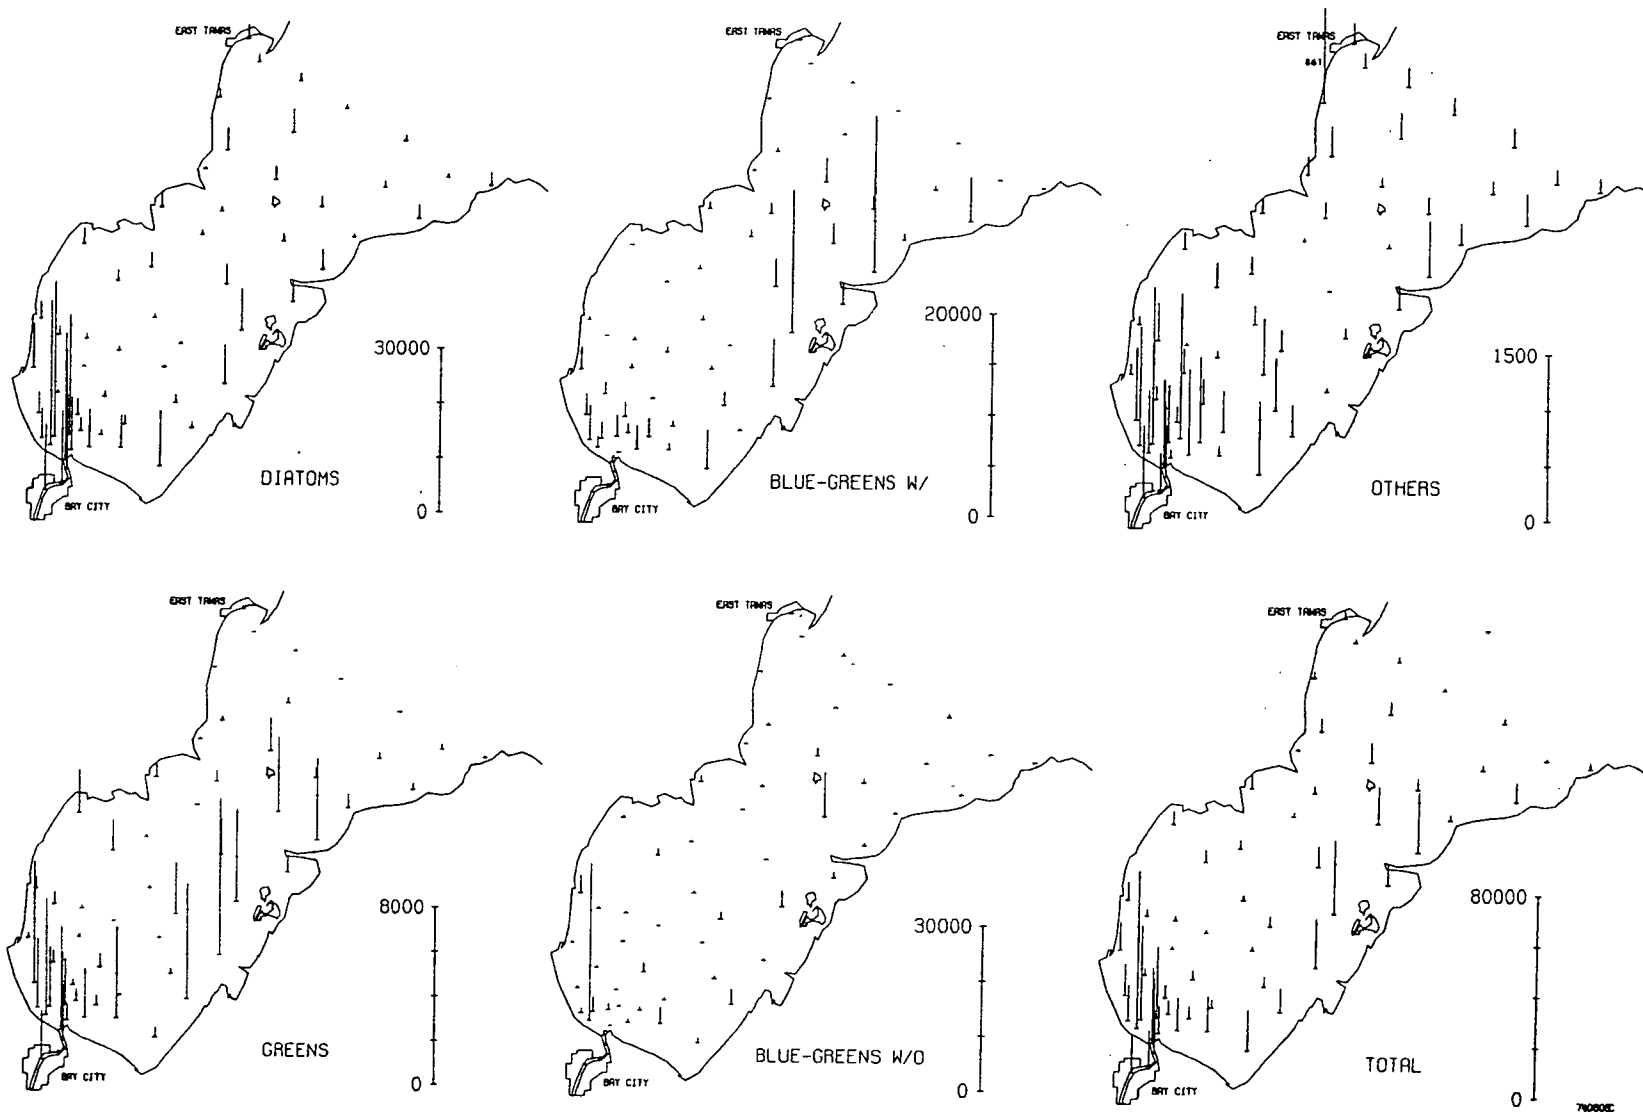 EAST TAWAS
EAST TAWAS
EAST TAWAS
661
20000
30000
1500
DIATOMS
BLUE-GREENS W/
OTHERS
0
0
0
BAY CITY
BAY CITY
BAY CITY
EAST TAWAS
EAST TAWAS
EAST TAWAS
8000
30000
80000
GREENS
BLUE-GREENS W/O
TOTAL
0
0
0
BAY CITY
BAY CITY
BAY CITY